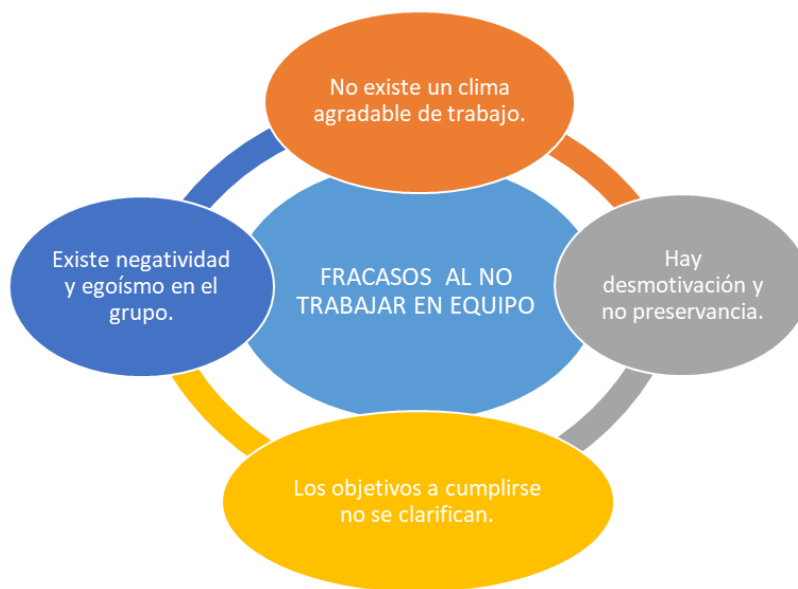 No existe un clima
agradable de trabajo.
Existe negatividad
y egoísmo en el
grupo.
FRACASOS AL NO
TRABAJAR EN EQUIPO
Hay
desmotivación y
no preservancia.
Los objetivos a cumplirse
no se clarifican.